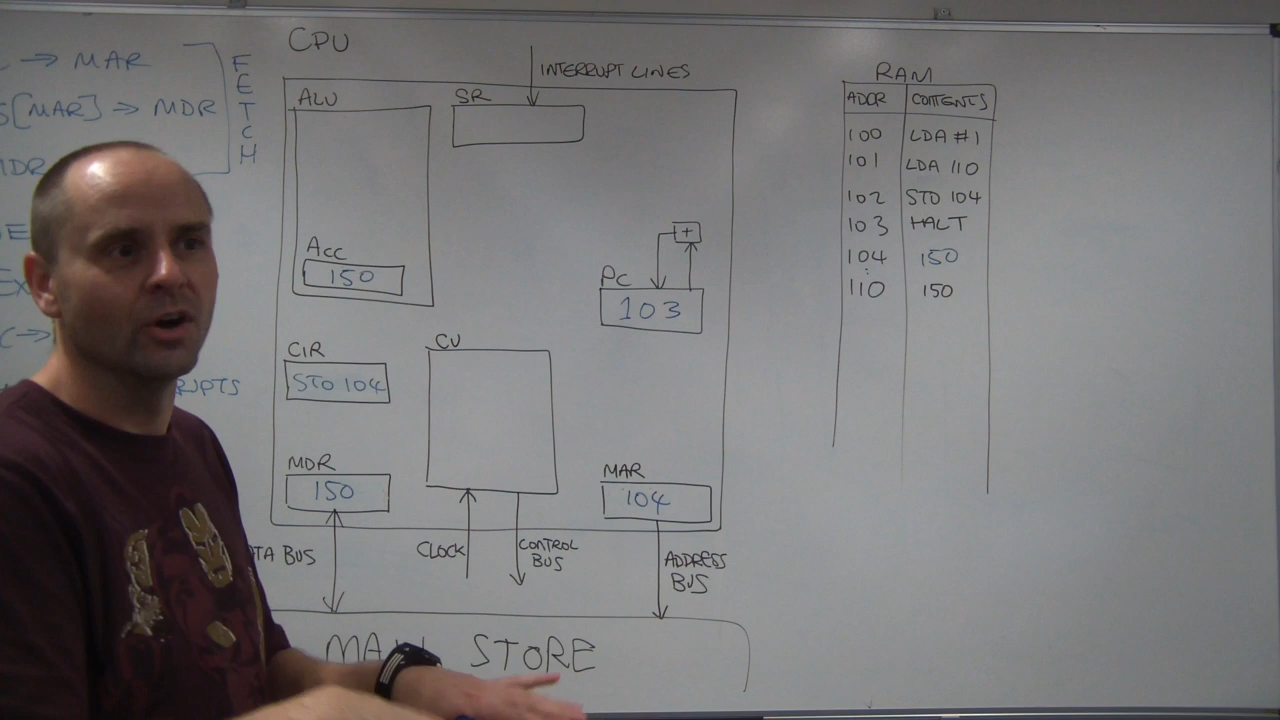 → MAR
[MAR] → MDR
MDR
FETCH
RUPTS
CPU
INTERRUPT LINES
ALU
SR
ACC
150
+
PC
103
CIR
STO 104
CU
MDR
150
MAR
104
TA BUS
CLOCK
CONTROL
BUS
ADDRESS
BUS
STORE
RAM
ADDR CONTENTS
100 LDA #1
101 LDA 110
102 STO 104
103 HALT
104 150
:
110 150